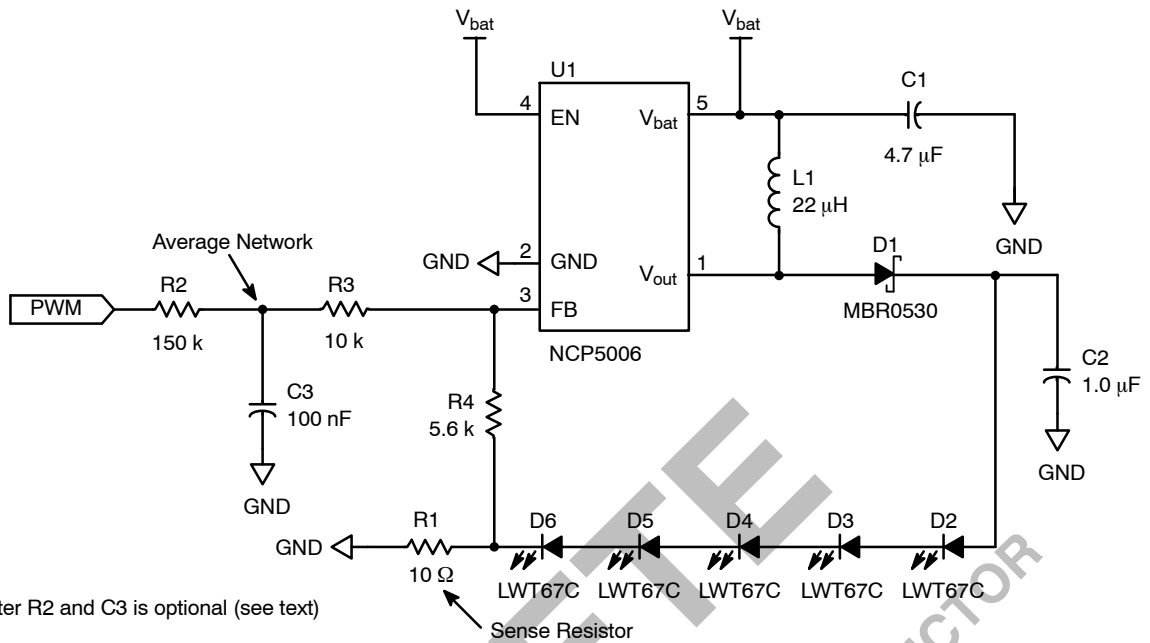 V_bat
V_bat
U1
C1
4
EN
V_bat
5
4.7 μF
L1
22 μH
GND
Average Network
GND
2
GND
V_out
1
D1
MBR0530
PWM
R2
150 k
R3
10 k
3
FB
NCP5006
C2
1.0 μF
GND
C3
100 nF
GND
R4
5.6 k
GND
R1
10 Ω
D6
D5
D4
D3
D2
LWT67C
LWT67C
LWT67C
LWT67C
LWT67C
R2 and C3 is optional (see text)
Sense Resistor